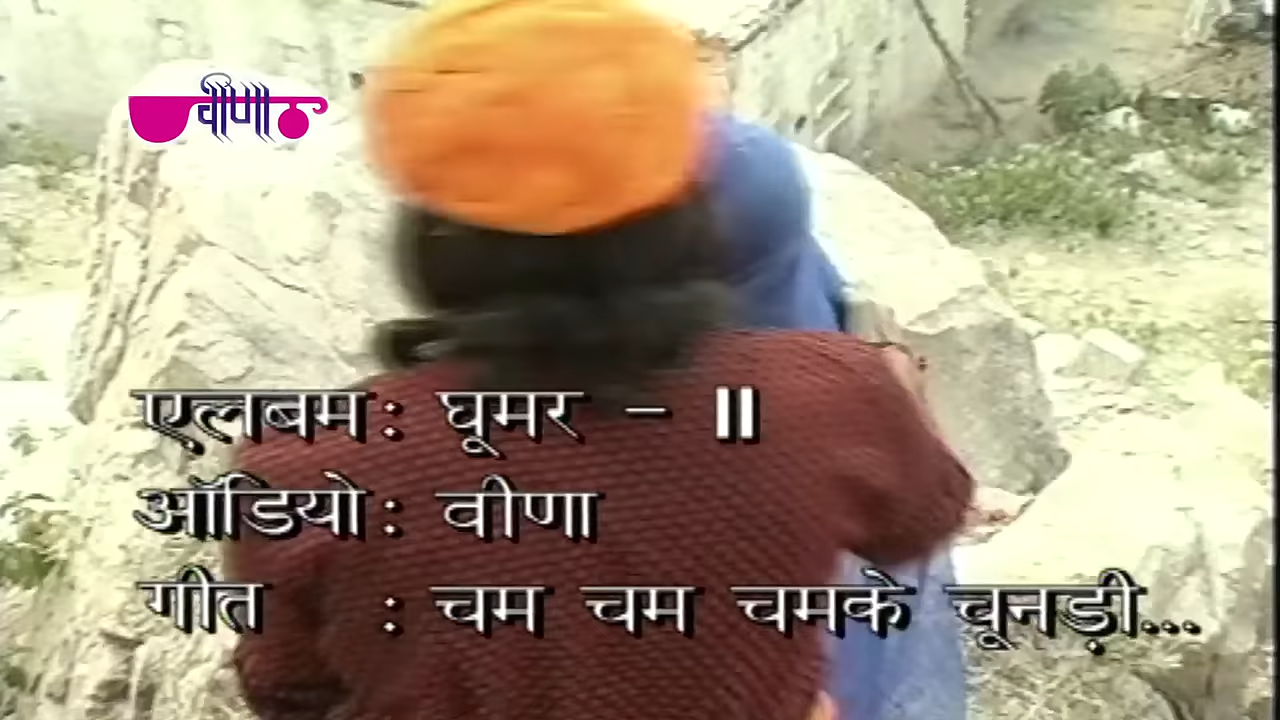 वीणा
एलबम : घूमर - II
ऑडियो : वीणा
गीत : चम चम चमके चूनड़ी...